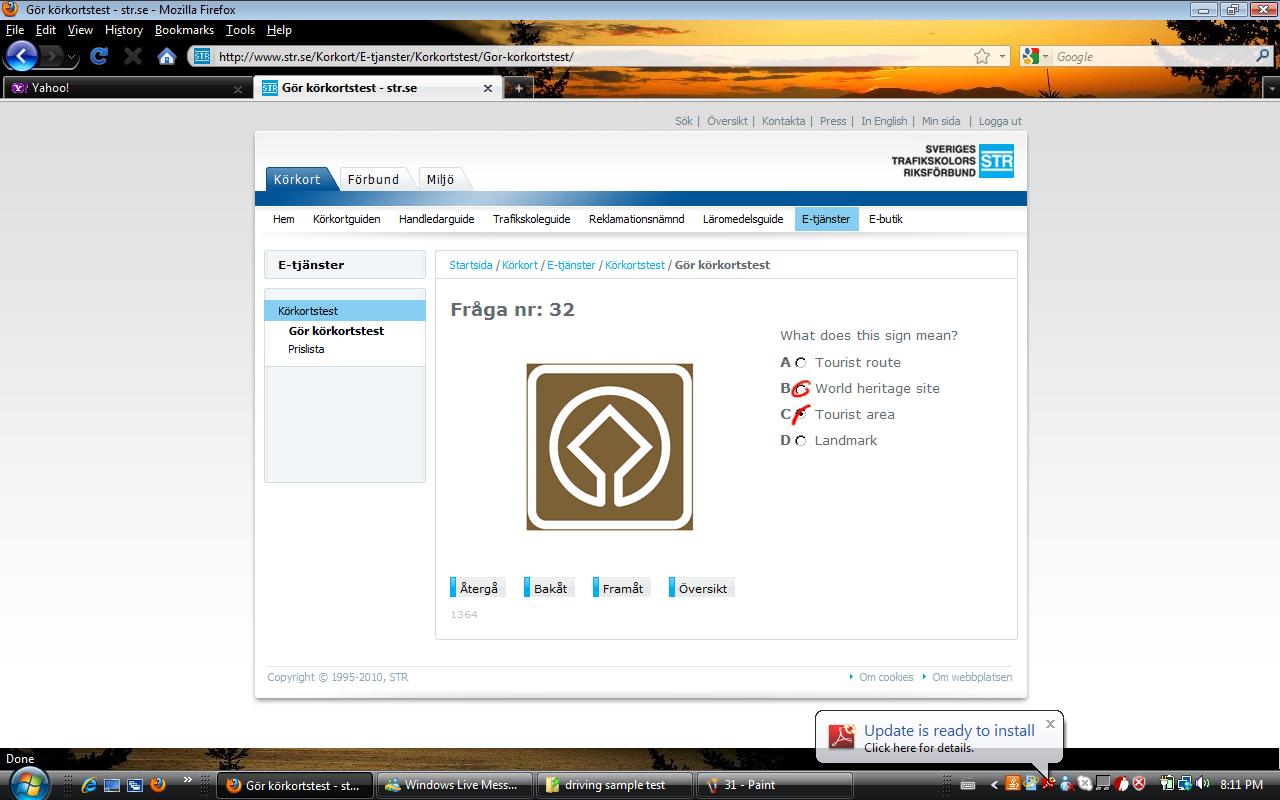 Gör körkortstest - str.se - Mozilla Firefox
File Edit View History Bookmarks Tools Help
STR http://www.str.se/Korkort/E-tjanster/Korkortstest/Gor-korkortstest/ Google
Yahoo! STR Gör körkortstest - str.se
Sök | Översikt | Kontakta | Press | In English | Min sida | Logga ut
SVERIGES
TRAFIKSKOLORS
RIKSFÖRBUND
STR
Körkort Förbund Miljö
Hem Körkortguiden Handledarguide Trafikskoleguide Reklamationsnämnd Läromedelsguide E-tjänster E-butik
E-tjänster
Körkortstest
Gör körkortstest
Prislista
Startsida / Körkort / E-tjänster / Körkortstest / Gör körkortstest
Fråga nr: 32
What does this sign mean?
A Tourist route
B World heritage site
C Tourist area
D Landmark
Återgå Bakåt Framåt Översikt
1364
Copyright © 1995-2010, STR Om cookies Om webbplatsen
Update is ready to install
Click here for details.
Done
Gör körkortstest - st... Windows Live Mess... driving sample test 31 - Paint 8:11 PM